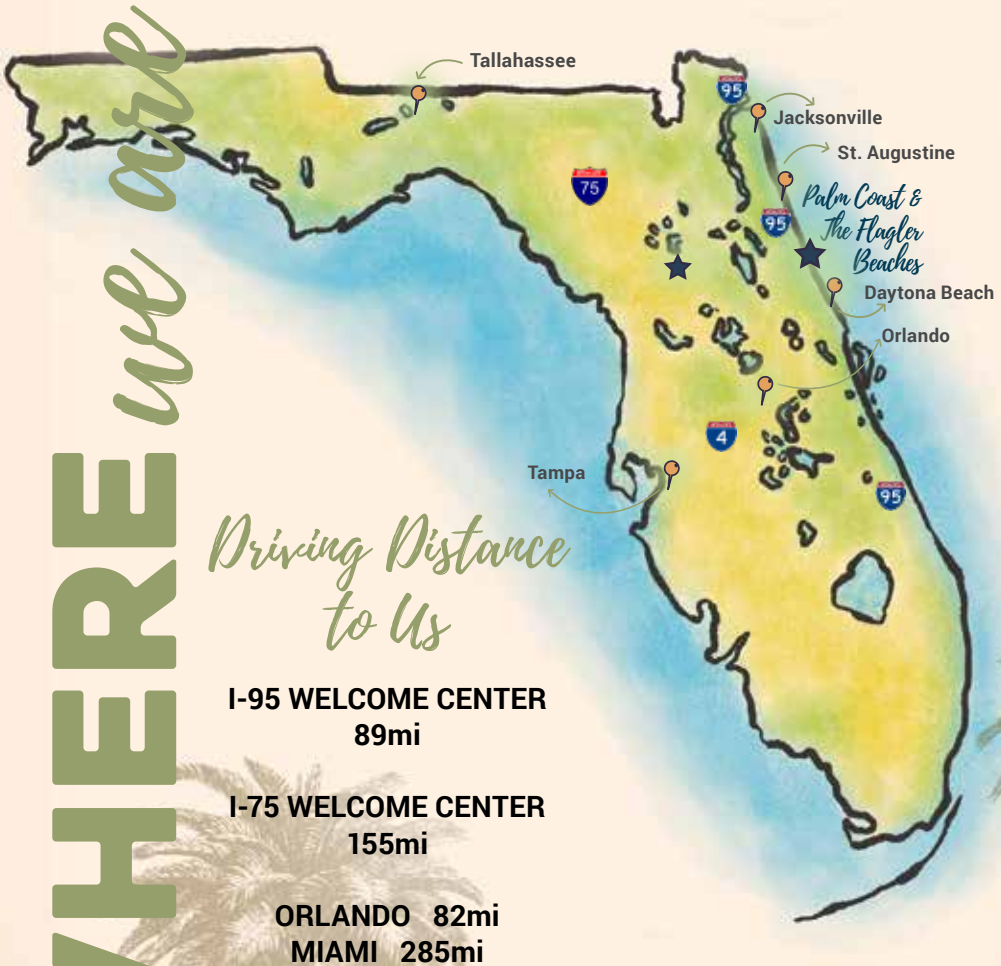 WHERE we are
Tallahassee
95
Jacksonville
St. Augustine
75
95
Palm Coast &
The Flagler
Beaches
Daytona Beach
Orlando
4
Tampa
95
Driving Distance
to Us
I-95 WELCOME CENTER
89mi
I-75 WELCOME CENTER
155mi
ORLANDO 82mi
MIAMI 285mi